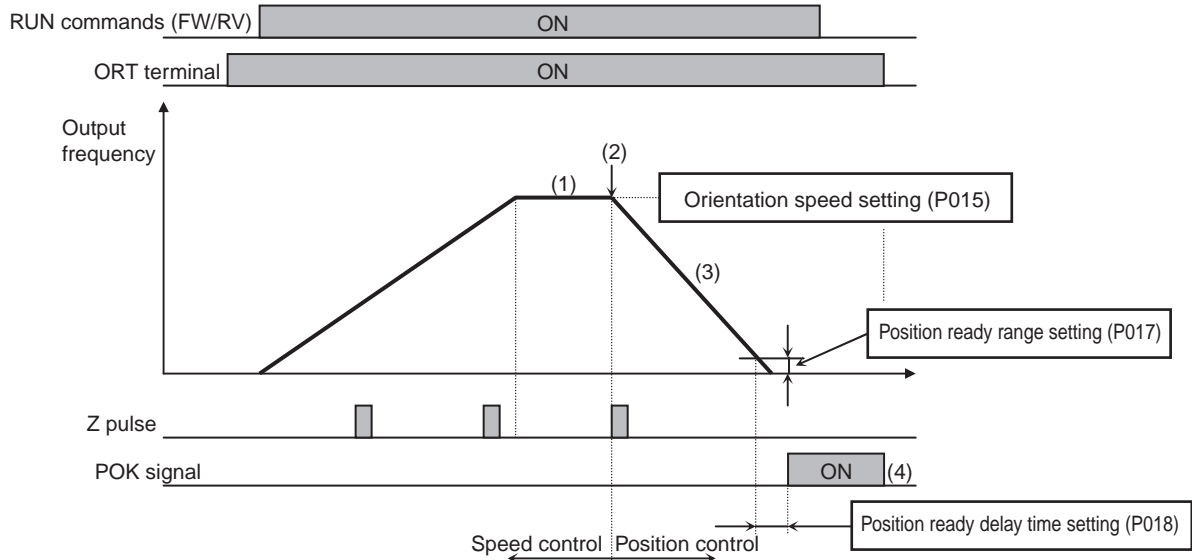 RUN commands (FW/RV)
ON
ORT terminal
ON
Output
frequency
(2)
(1)
Orientation speed setting (P015)
(3)
Position ready range setting (P017)
Z pulse
POK signal
ON
(4)
Position ready delay time setting (P018)
Speed control
Position control